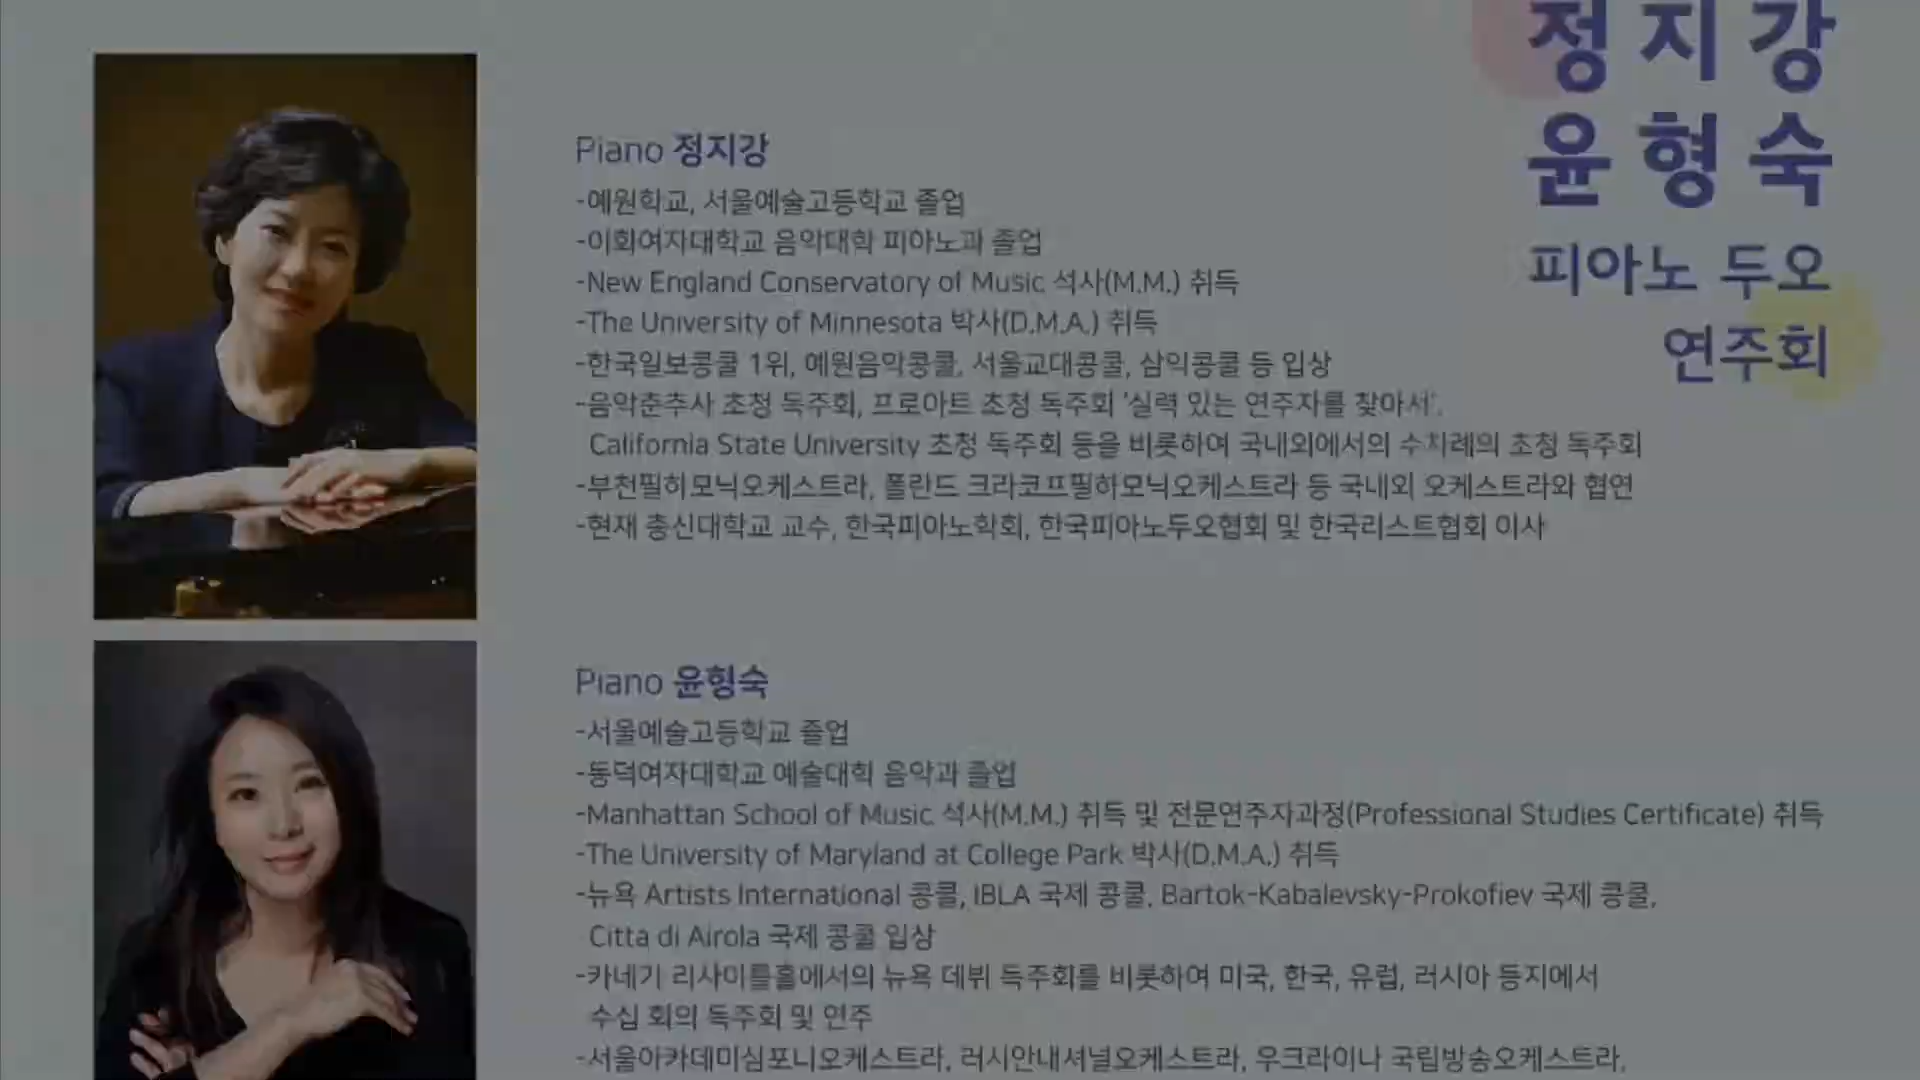 정지강
윤형숙
피아노 두오
연주회
Piano 정지강
-예원학교, 서울예술고등학교 졸업
-이화여자대학교 음악대학 피아노과 졸업
-New England Conservatory of Music 석사(M.M.) 취득
-The University of Minnesota 박사(D.M.A.) 취득
-한국일보콩쿨 1위, 예원음악콩쿨, 서울교대콩쿨, 삼익콩쿨 등 입상
-음악춘추사 초청 독주회, 프로아트 초청 독주회 '실력 있는 연주자를 찾아서',
California State University 초청 독주회 등을 비롯하여 국내외에서의 수차례의 초청 독주회
-부천필하모닉오케스트라, 폴란드 크라코프필하모닉오케스트라 등 국내외 오케스트라와 협연
-현재 총신대학교 교수, 한국피아노학회, 한국피아노두오협회 및 한국리스트협회 이사
Piano 윤형숙
-서울예술고등학교 졸업
-동덕여자대학교 예술대학 음악과 졸업
-Manhattan School of Music 석사(M.M.) 취득 및 전문연주자과정(Professional Studies Certificate) 취득
-The University of Maryland at College Park 박사(D.M.A.) 취득
-뉴욕 Artists International 콩쿨, IBLA 국제 콩쿨, Bartok-Kabalevsky-Prokofiev 국제 콩쿨,
Citta di Airola 국제 콩쿨 입상
-카네기 리사이틀홀에서의 뉴욕 데뷔 독주회를 비롯하여 미국, 한국, 유럽, 러시아 등지에서
수십 회의 독주회 및 연주
-서울아카데미심포니오케스트라, 러시안내셔널오케스트라, 우크라이나 국립방송오케스트라,